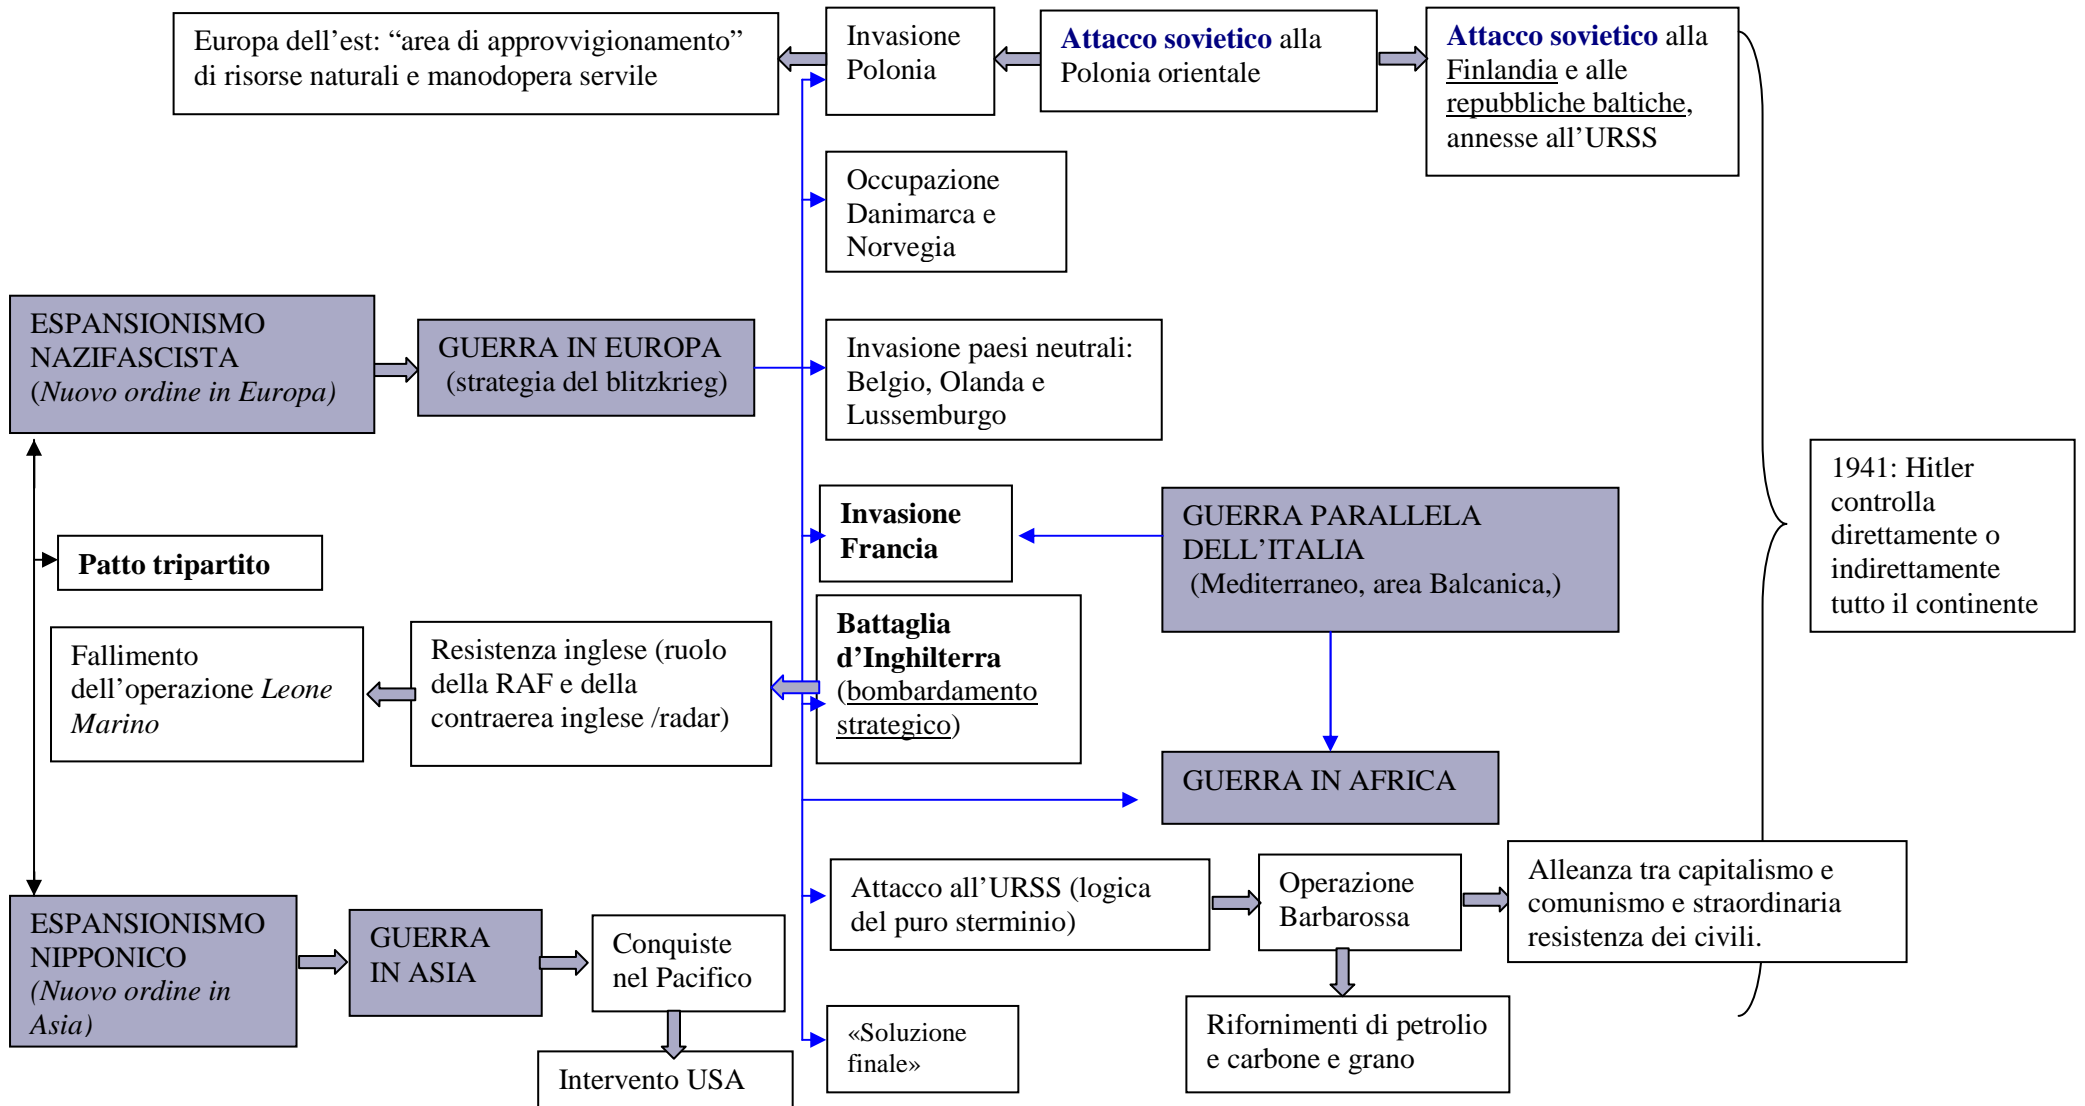 Europa dell’est: “area di approvvigionamento”
di risorse naturali e manodopera servile
Invasione
Polonia
Attacco sovietico alla
Polonia orientale
Attacco sovietico alla
Finlandia e alle
repubbliche baltiche,
annesse all’URSS
Occupazione
Danimarca e
Norvegia
ESPANSIONISMO
NAZIFASCISTA
(Nuovo ordine in Europa)
GUERRA IN EUROPA
(strategia del blitzkrieg)
Invasione paesi neutrali:
Belgio, Olanda e
Lussemburgo
1941: Hitler
controlla
direttamente o
indirettamente
tutto il continente
Invasione
Francia
GUERRA PARALLELA
DELL’ITALIA
(Mediterraneo, area Balcanica,)
Patto tripartito
Fallimento
dell’operazione Leone
Marino
Resistenza inglese (ruolo
della RAF e della
contraerea inglese /radar)
Battaglia
d’Inghilterra
(bombardamento
strategico)
GUERRA IN AFRICA
Attacco all’URSS (logica
del puro sterminio)
Operazione
Barbarossa
Alleanza tra capitalismo e
comunismo e straordinaria
resistenza dei civili.
ESPANSIONISMO
NIPPONICO
(Nuovo ordine in
Asia)
GUERRA
IN ASIA
Conquiste
nel Pacifico
«Soluzione
finale»
Rifornimenti di petrolio
e carbone e grano
Intervento USA